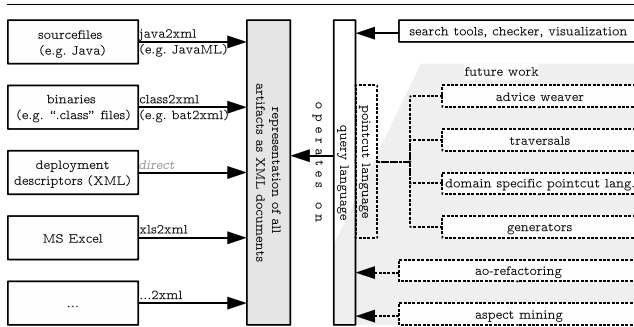 sourcefiles
(e.g. Java)
java2xml
(e.g. JavaML)
binaries
(e.g. “.class” files)
class2xml
(e.g. bat2xml)
deployment
descriptors (XML)
direct
MS Excel
xls2xml
...
...2xml
representation of all
artifacts as XML documents
operates on
query language
pointcut language
search tools, checker, visualization
future work
advice weaver
traversals
domain specific pointcut lang.
generators
ao-refactoring
aspect mining